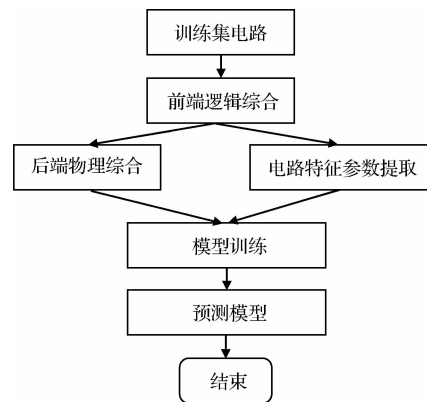 训练集电路
前端逻辑综合
后端物理综合
电路特征参数提取
模型训练
预测模型
结束